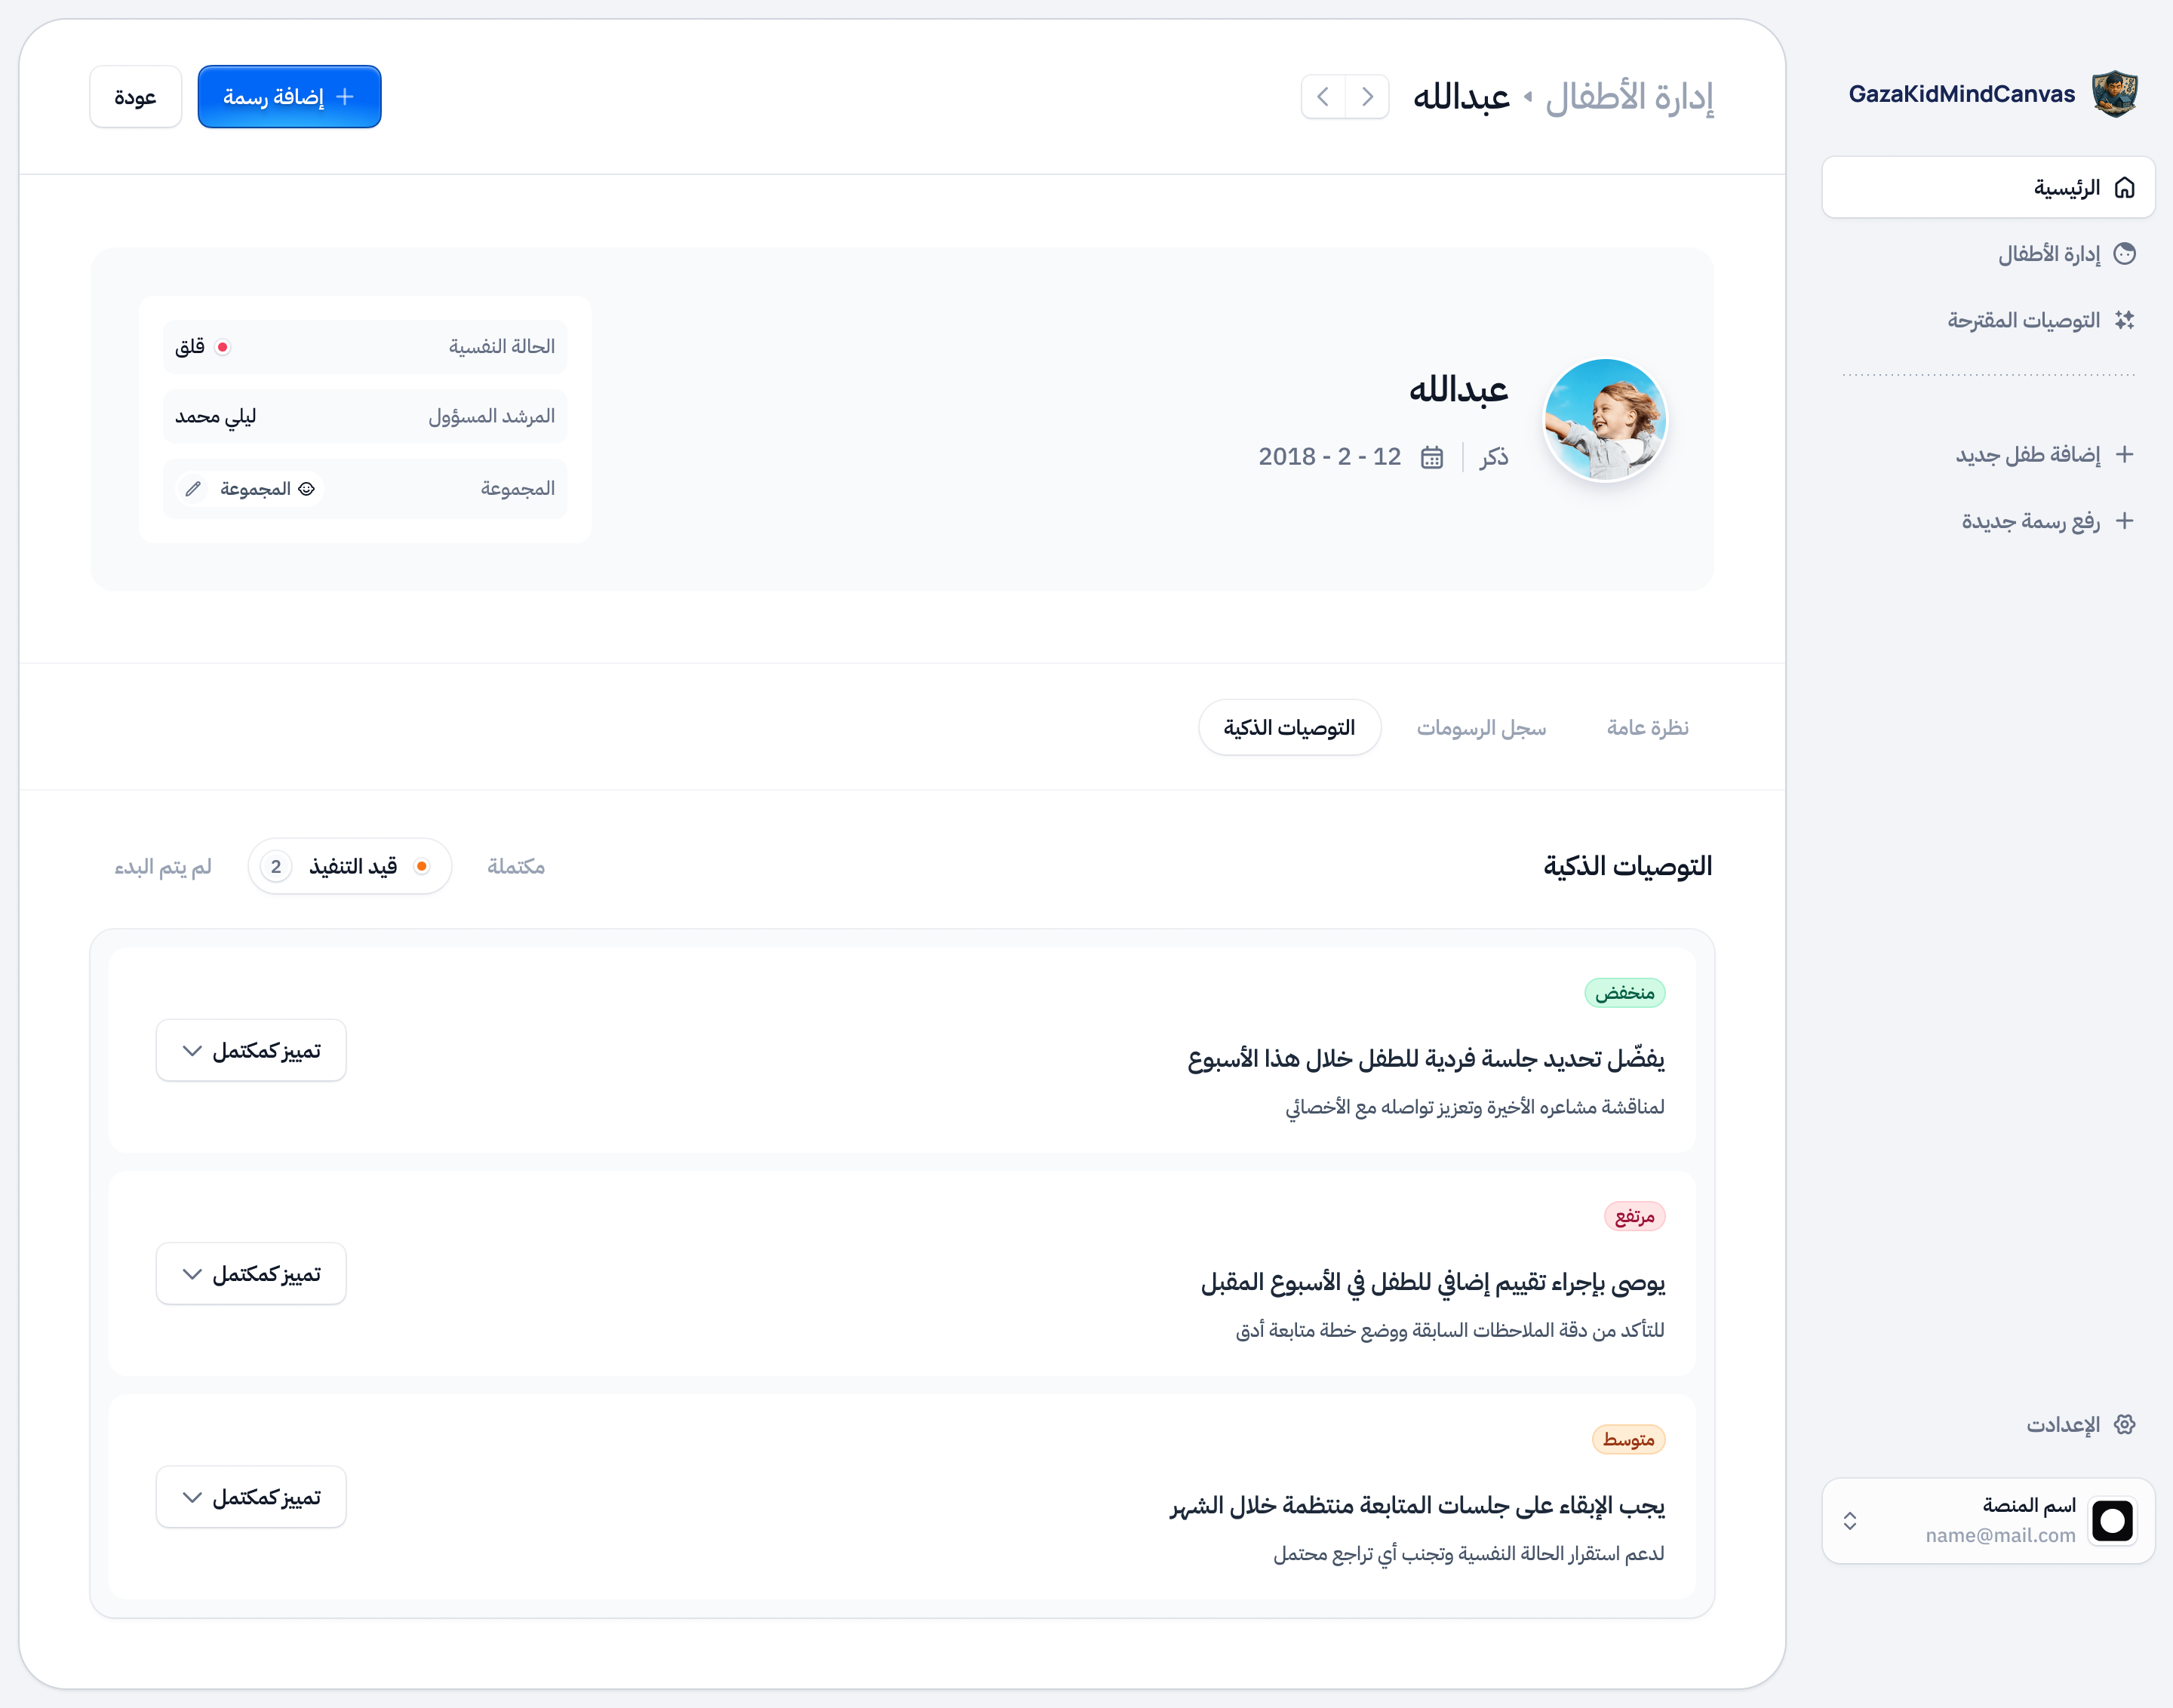 GazaKidMindCanvas
الرئيسية
إدارة الأطفال
التوصيات المقترحة
إضافة طفل جديد
رفع رسمة جديدة
الإعدادت
اسم المنصة
name@mail.com
إدارة الأطفال
عبدالله
إضافة رسمة
عودة
عبدالله
ذكر
12 - 2 - 2018
الحالة النفسية
قلق
المرشد المسؤول
ليلي محمد
المجموعة
المجموعة
نظرة عامة
سجل الرسومات
التوصيات الذكية
التوصيات الذكية
مكتملة
قيد التنفيذ 2
لم يتم البدء
منخفض
يفضّل تحديد جلسة فردية للطفل خلال هذا الأسبوع
لمناقشة مشاعره الأخيرة وتعزيز تواصله مع الأخصائي
تمييز كمكتمل
مرتفع
يوصى بإجراء تقييم إضافي للطفل في الأسبوع المقبل
للتأكد من دقة الملاحظات السابقة ووضع خطة متابعة أدق
تمييز كمكتمل
متوسط
يجب الإبقاء على جلسات المتابعة منتظمة خلال الشهر
لدعم استقرار الحالة النفسية وتجنب أي تراجع محتمل
تمييز كمكتمل